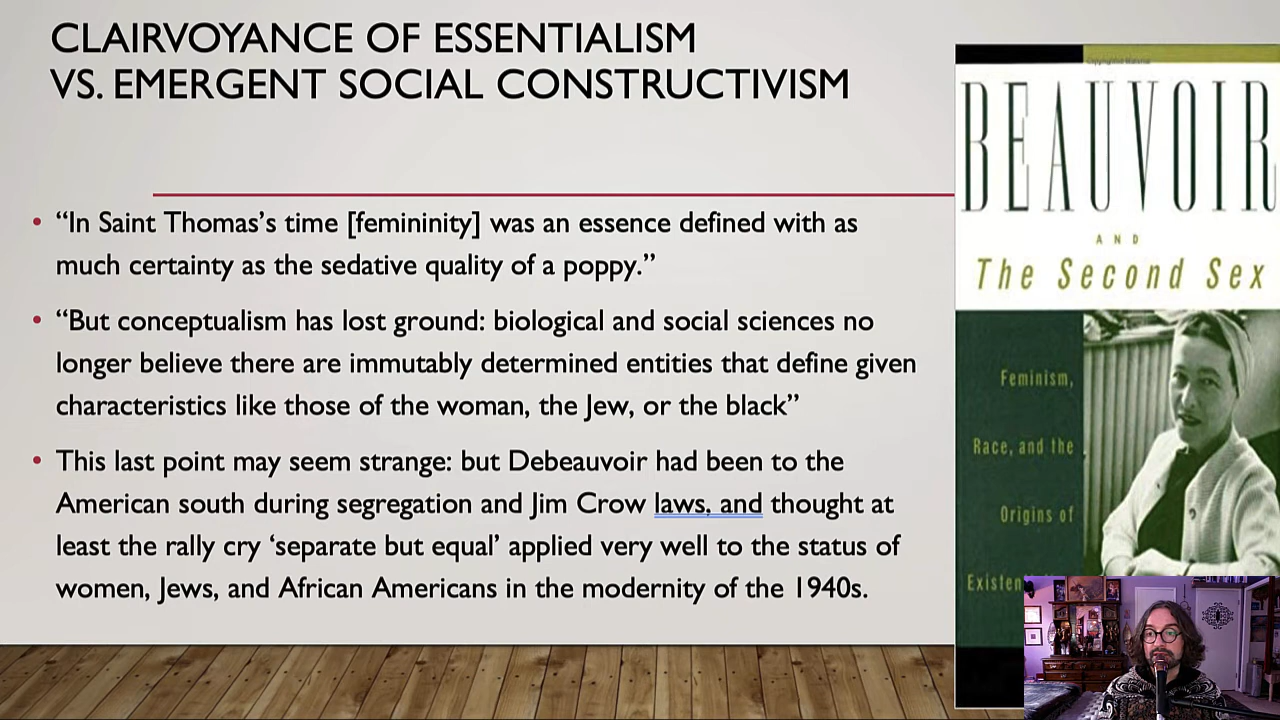 CLAIRVOYANCE OF ESSENTIALISM
VS. EMERGENT SOCIAL CONSTRUCTIVISM
• “In Saint Thomas’s time [femininity] was an essence defined with as
much certainty as the sedative quality of a poppy.”
• “But conceptualism has lost ground: biological and social sciences no
longer believe there are immutably determined entities that define given
characteristics like those of the woman, the Jew, or the black”
• This last point may seem strange: but Debeauvoir had been to the
American south during segregation and Jim Crow laws, and thought at
least the rally cry ‘separate but equal’ applied very well to the status of
women, Jews, and African Americans in the modernity of the 1940s.
Copyrighted Material
BEAUVOIR
AND
The Second Sex
Feminism,
Race, and the
Origins of